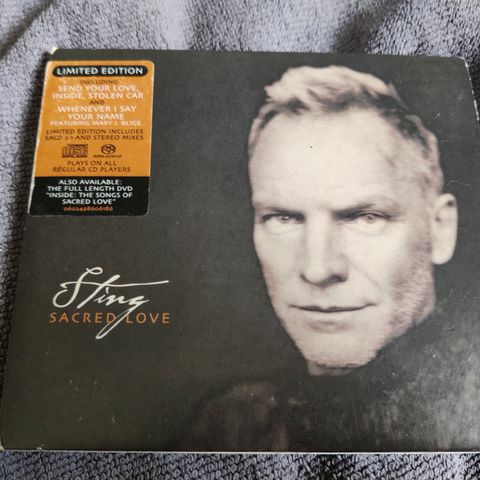 LIMITED EDITION
INCLUDING
SEND YOUR LOVE,
INSIDE, STOLEN CAR
AND
WHENEVER I SAY
YOUR NAME
FEATURING MARY J. BLIGE
LIMITED EDITION INCLUDES
SACD 5.1 AND STEREO MIXES
PLAYS ON ALL
REGULAR CD PLAYERS
ALSO AVAILABLE:
THE FULL LENGTH DVD
"INSIDE: THE SONGS OF
SACRED LOVE"
0602498606186
Sting
SACRED LOVE